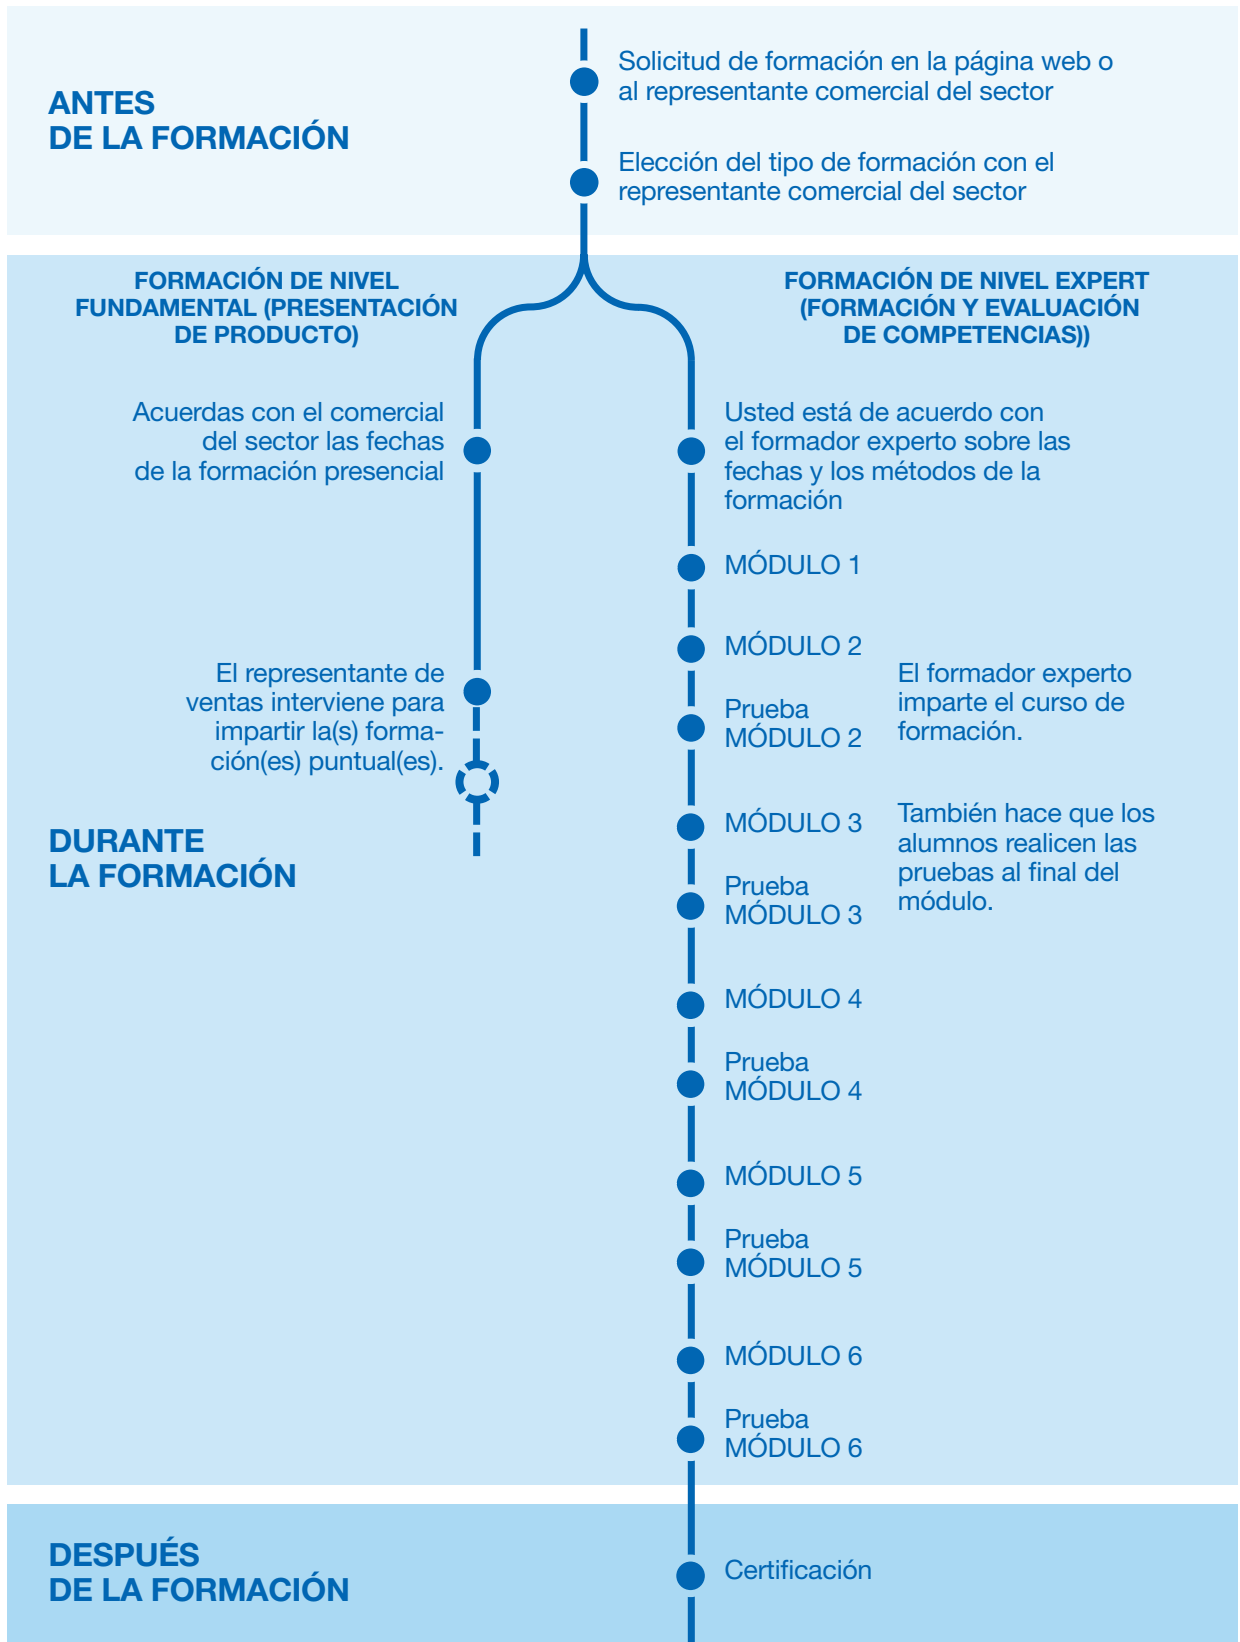 ANTES
DE LA FORMACIÓN
Solicitud de formación en la página web o
al representante comercial del sector
Elección del tipo de formación con el
representante comercial del sector
FORMACIÓN DE NIVEL
FUNDAMENTAL (PRESENTACIÓN
DE PRODUCTO)
Acuerdas con el comercial
del sector las fechas
de la formación presencial
El representante de
ventas interviene para
impartir la(s) forma-
ción(es) puntual(es).
DURANTE
LA FORMACIÓN
FORMACIÓN DE NIVEL EXPERT
(FORMACIÓN Y EVALUACIÓN
DE COMPETENCIAS))
Usted está de acuerdo con
el formador experto sobre las
fechas y los métodos de la
formación
MÓDULO 1
MÓDULO 2
Prueba
MÓDULO 2
El formador experto
imparte el curso de
formación.
MÓDULO 3
Prueba
MÓDULO 3
También hace que los
alumnos realicen las
pruebas al final del
módulo.
MÓDULO 4
Prueba
MÓDULO 4
MÓDULO 5
Prueba
MÓDULO 5
MÓDULO 6
Prueba
MÓDULO 6
DESPUÉS
DE LA FORMACIÓN
Certificación